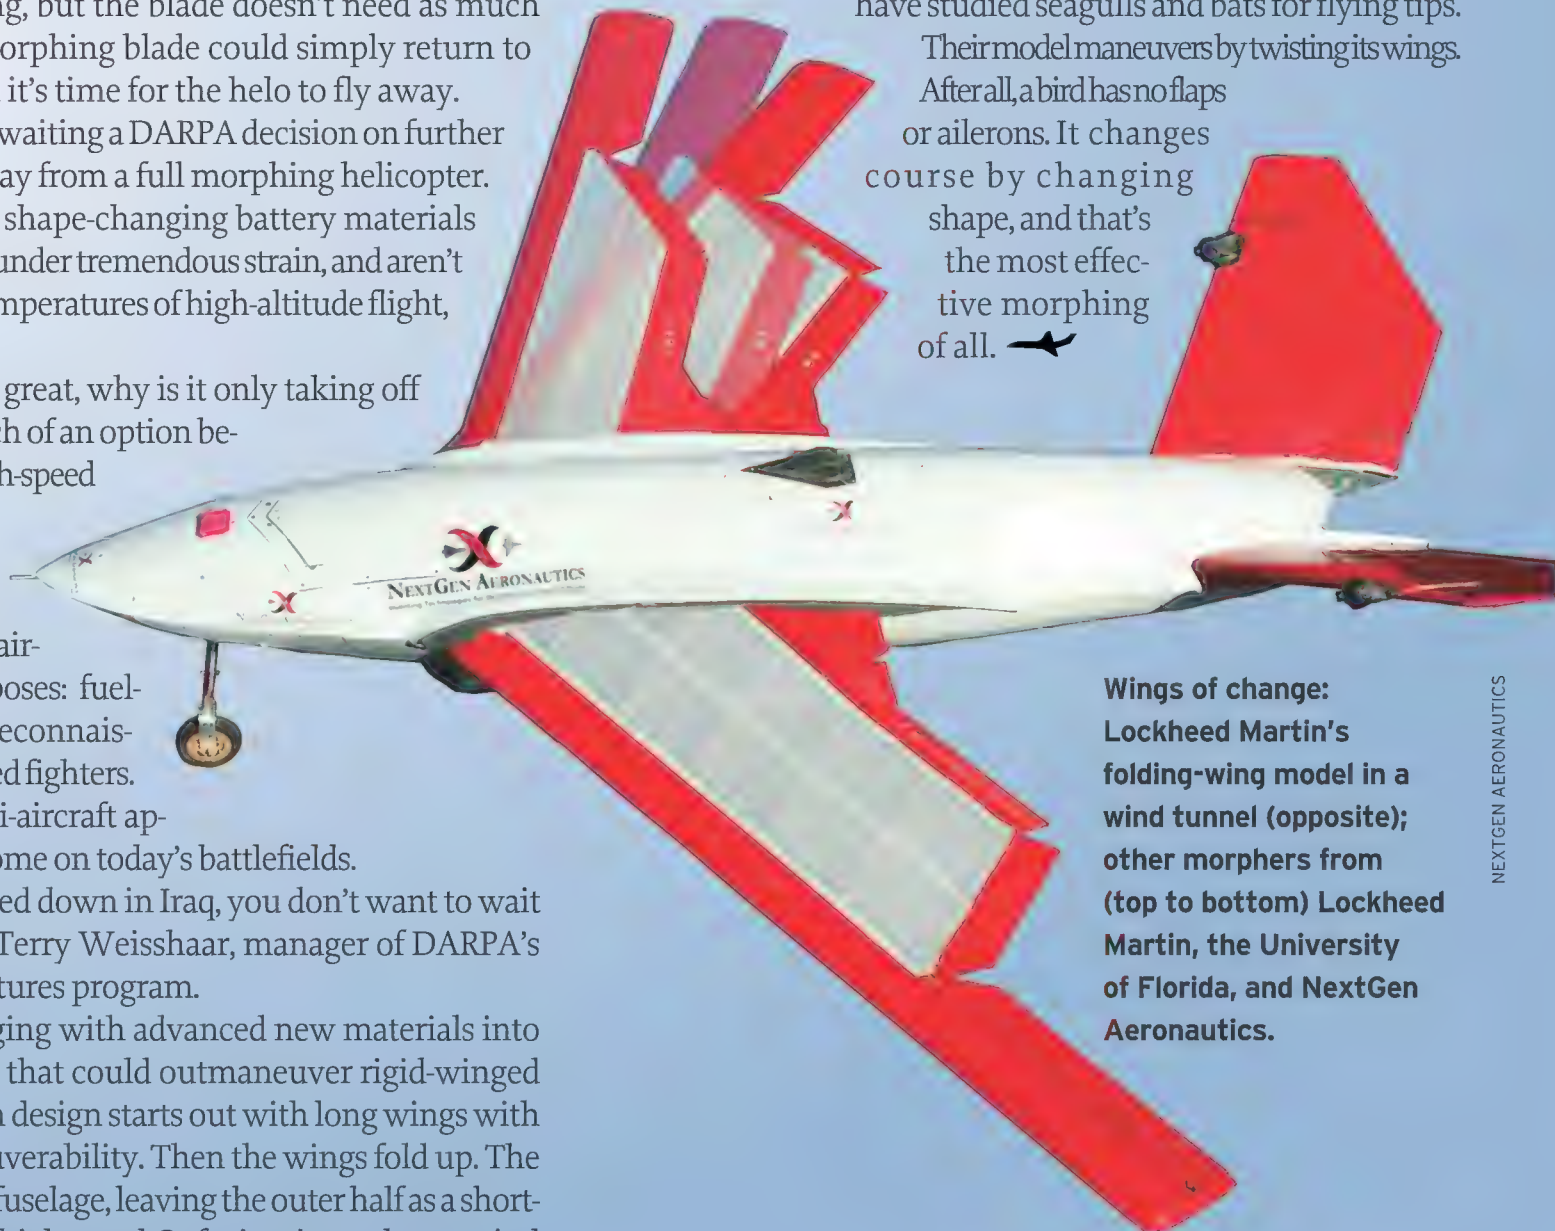 ng, but the blade doesn't need as much
orphing blade could simply return to
it's time for the helo to fly away.
waiting a DARPA decision on further
ay from a full morphing helicopter.
shape-changing battery materials
under tremendous strain, and aren't
mperatures of high-altitude flight,
great, why is it only taking off
ch of an option be-
h-speed
air-
poses: fuel-
econnais-
ed fighters.
i-aircraft ap-
ome on today's battlefields.
ed down in Iraq, you don't want to wait
Terry Weisshaar, manager of DARPA's
tures program.
ging with advanced new materials into
that could outmaneuver rigid-winged
n design starts out with long wings with
uverability. Then the wings fold up. The
fuselage, leaving the outer half as a short-
have studied seagulls and bats for flying tips.
Their model maneuvers by twisting its wings.
After all, a bird has no flaps
or ailerons. It changes
course by changing
shape, and that's
the most effec-
tive morphing
of all.
NEXTGEN AERONAUTICS
Wings of change:
Lockheed Martin's
folding-wing model in a
wind tunnel (opposite);
other morphers from
(top to bottom) Lockheed
Martin, the University
of Florida, and NextGen
Aeronautics.
NEXTGEN AERONAUTICS